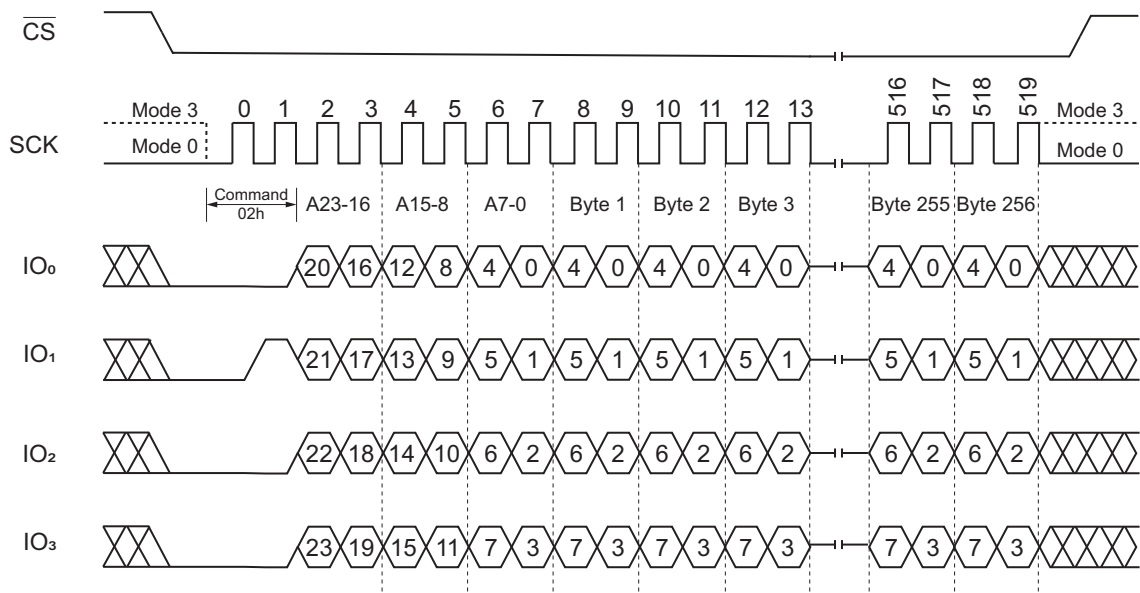 CS
0 1 2 3 4 5 6 7 8 9 10 11 12 13 516 517 518 519
Mode 3 Mode 3
SCK Mode 0 Mode 0
Command
02h A23-16 A15-8 A7-0 Byte 1 Byte 2 Byte 3 Byte 255 Byte 256
IO₀ 20 16 12 8 4 0 4 0 4 0 4 0 4 0 4 0
IO₁ 21 17 13 9 5 1 5 1 5 1 5 1 5 1 5 1
IO₂ 22 18 14 10 6 2 6 2 6 2 6 2 6 2 6 2
IO₃ 23 19 15 11 7 3 7 3 7 3 7 3 7 3 7 3